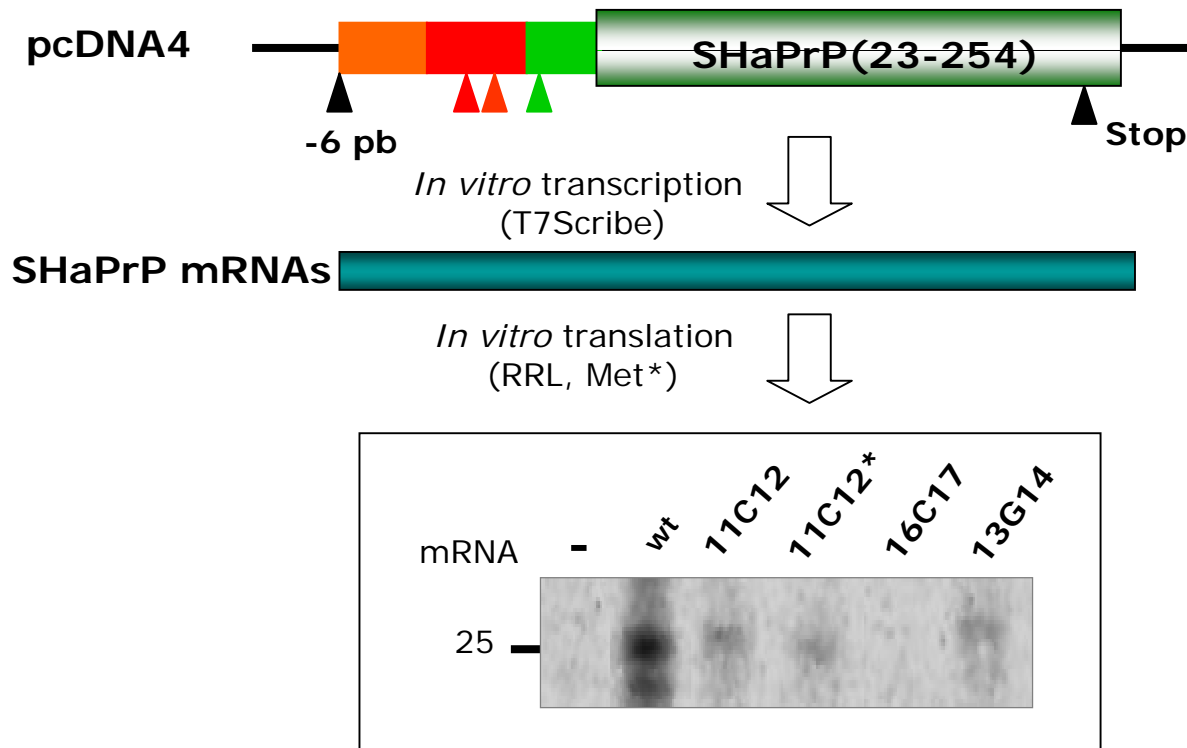 pcDNA4
SHaPrP(23-254)
-6 pb
Stop
In vitro transcription
(T7Scribe)
SHaPrP mRNAs
In vitro translation
(RRL, Met*)
mRNA - wt 11C12 11C12* 16C17 13G14
25